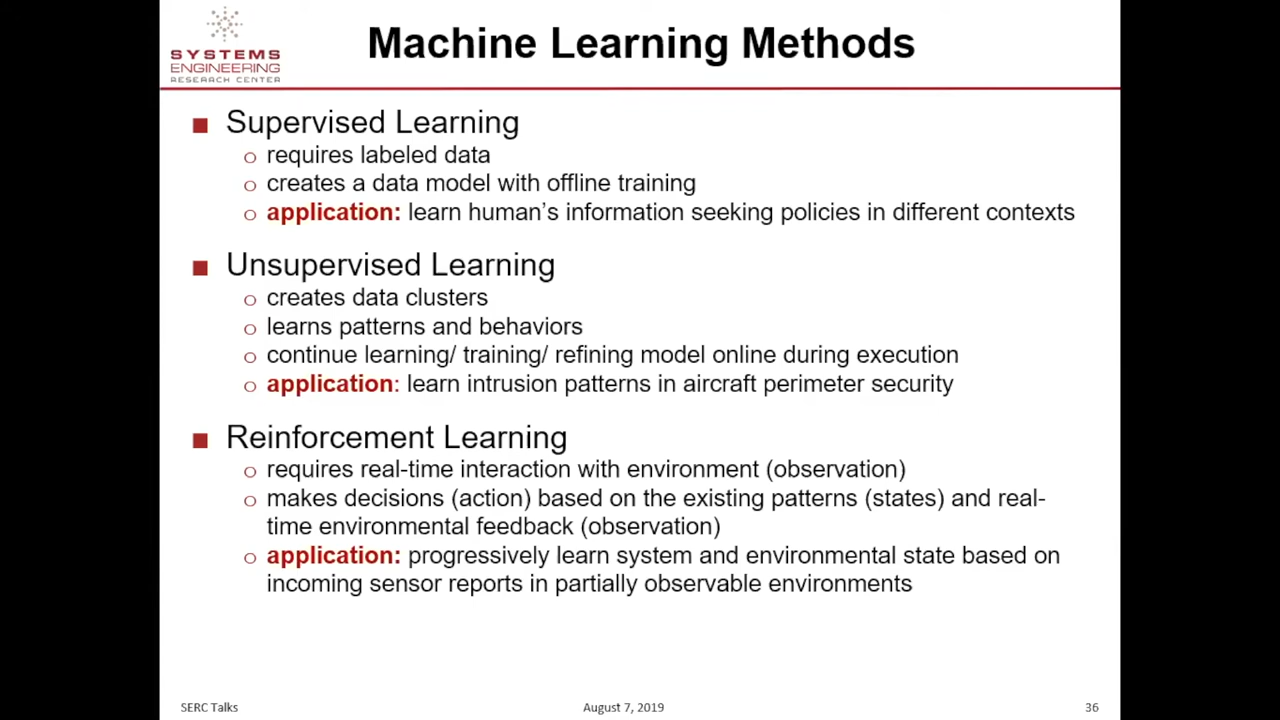 SYSTEMS
ENGINEERING
RESEARCH CENTER
Machine Learning Methods
Supervised Learning
requires labeled data
creates a data model with offline training
application: learn human's information seeking policies in different contexts
Unsupervised Learning
creates data clusters
learns patterns and behaviors
continue learning/ training/ refining model online during execution
application: learn intrusion patterns in aircraft perimeter security
Reinforcement Learning
requires real-time interaction with environment (observation)
makes decisions (action) based on the existing patterns (states) and real-
time environmental feedback (observation)
application: progressively learn system and environmental state based on
incoming sensor reports in partially observable environments
SERC Talks
August 7, 2019
36